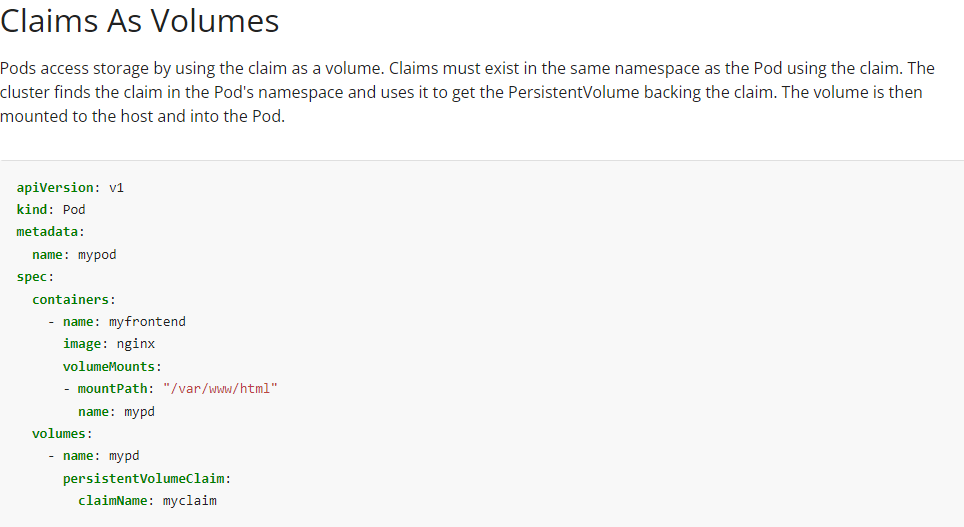 Claims As Volumes
Pods access storage by using the claim as a volume. Claims must exist in the same namespace as the Pod using the claim. The
cluster finds the claim in the Pod's namespace and uses it to get the PersistentVolume backing the claim. The volume is then
mounted to the host and into the Pod.
apiVersion: v1
kind: Pod
metadata:
  name: mypod
spec:
  containers:
    - name: myfrontend
      image: nginx
      volumeMounts:
      - mountPath: "/var/www/html"
        name: mypd
  volumes:
    - name: mypd
      persistentVolumeClaim:
        claimName: myclaim